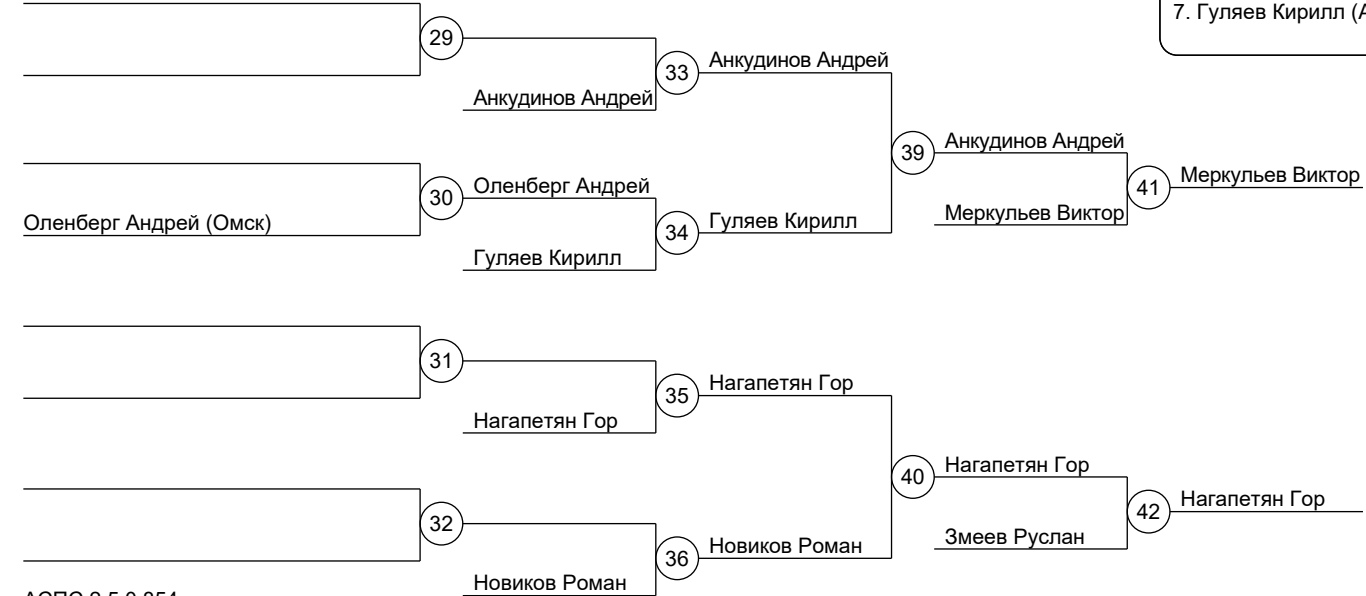 7. Гуляев Кирилл (А
29
Анкудинов Андрей
33
Анкудинов Андрей
39
Анкудинов Андрей
41
Меркульев Виктор
Меркульев Виктор
Оленберг Андрей (Омск)
30
Оленберг Андрей
34
Гуляев Кирилл
Гуляев Кирилл
31
35
Нагапетян Гор
Нагапетян Гор
40
Нагапетян Гор
42
Нагапетян Гор
Змеев Руслан
32
36
Новиков Роман
Новиков Роман